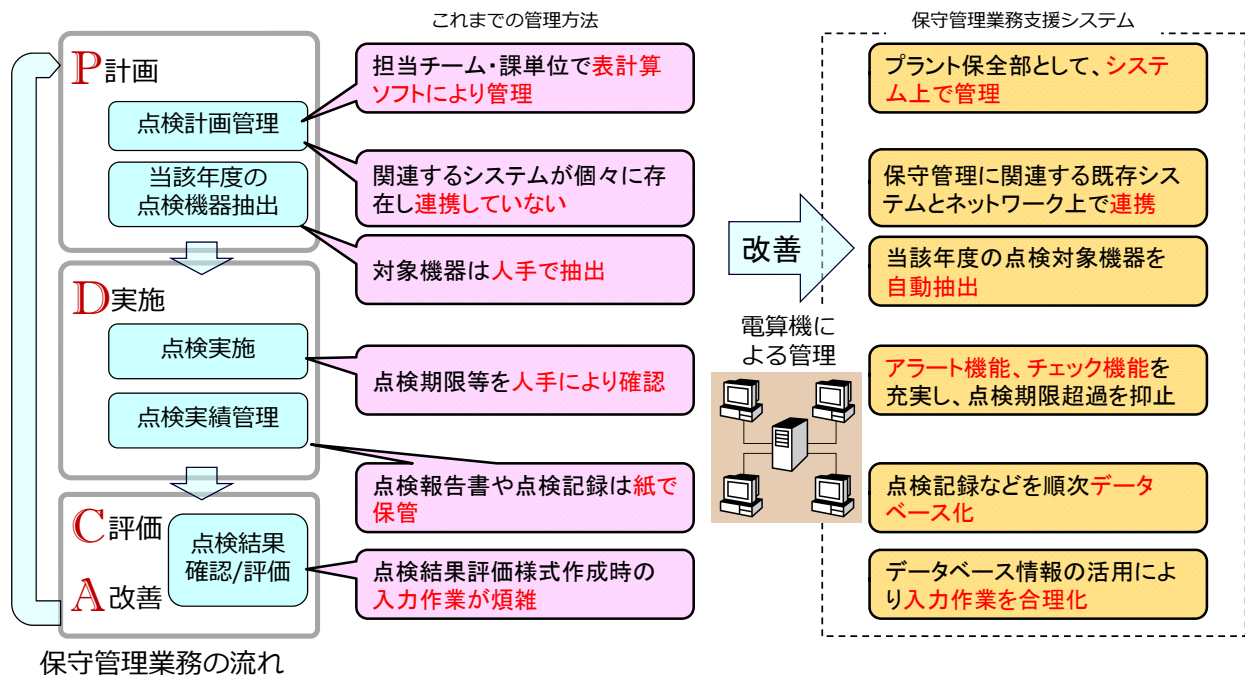 これまでの管理方法
保守管理業務支援システム
P計画
点検計画管理
当該年度の
点検機器抽出
D実施
点検実施
点検実績管理
C評価
A改善
点検結果
確認/評価
保守管理業務の流れ
担当チーム・課単位で表計算
ソフトにより管理
関連するシステムが個々に存
在し連携していない
対象機器は人手で抽出
点検期限等を人手により確認
点検報告書や点検記録は紙で
保管
点検結果評価様式作成時の
入力作業が煩雑
改善
電算機に
よる管理
プラント保全部として、システ
ム上で管理
保守管理に関連する既存シス
テムとネットワーク上で連携
当該年度の点検対象機器を
自動抽出
アラート機能、チェック機能を
充実し、点検期限超過を抑止
点検記録などを順次データ
ベース化
データベース情報の活用によ
り入力作業を合理化